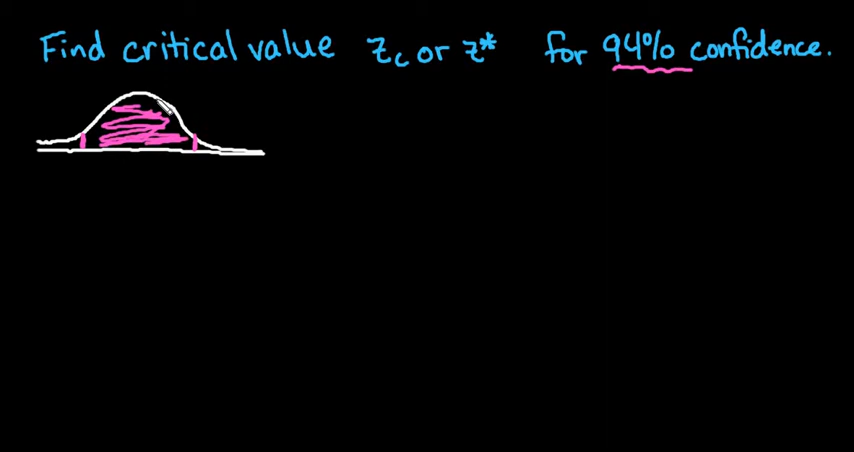 Find critical value z_c or z* for 94% confidence.